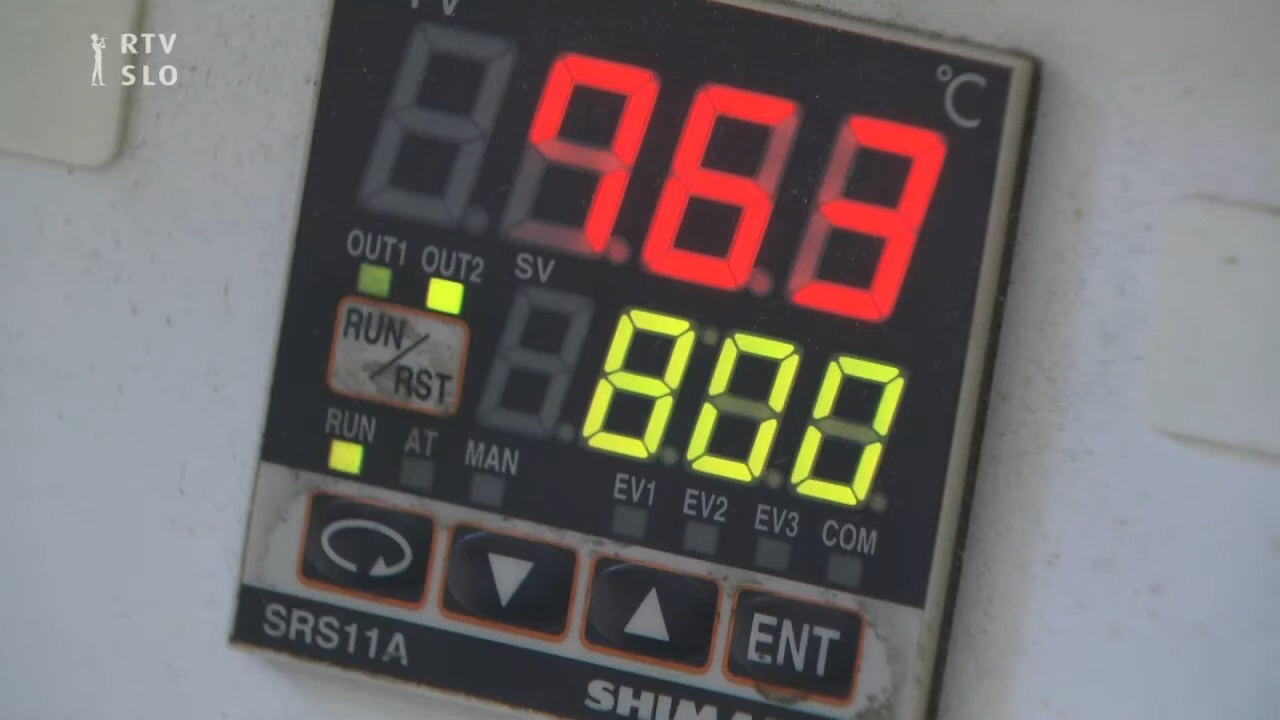 RTV
SLO
PV
°C
763
OUT1 OUT2 SV
RUN/RST
800
RUN AT MAN
EV1 EV2 EV3 COM
ENT
SRS11A
SHIMA